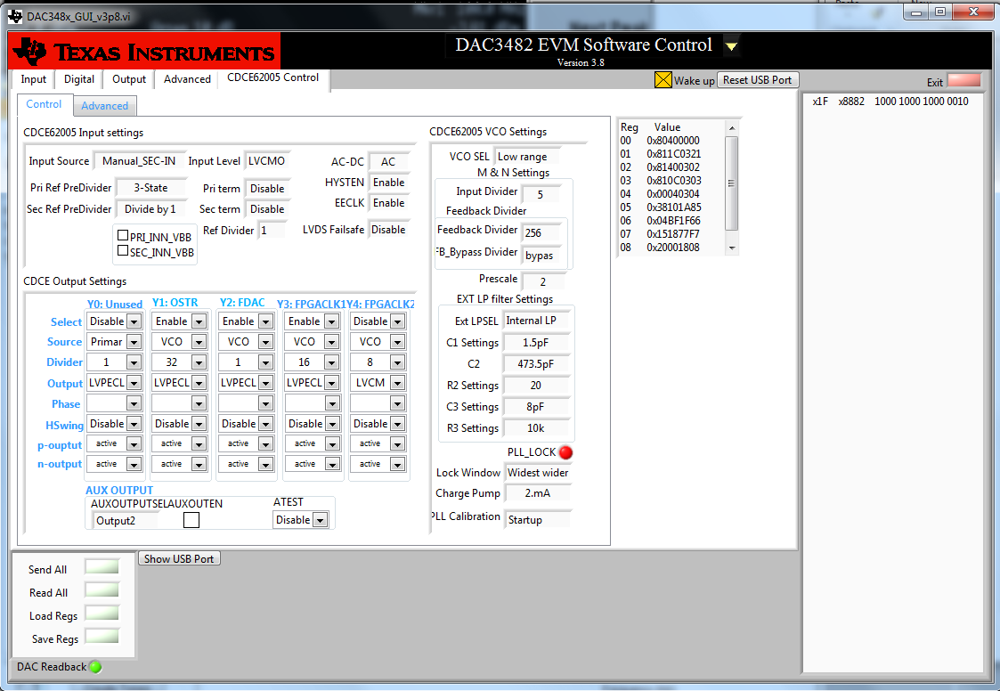 DAC348x_GUI_v3p8.vi
TEXAS INSTRUMENTS
DAC3482 EVM Software Control
Version 3.8
Input Digital Output Advanced CDCE62005 Control
Wake up Reset USB Port Exit
Control Advanced
x1F x8882 1000 1000 1000 0010
CDCE62005 Input settings
Input Source Manual_SEC-IN Input Level LVCMO AC-DC AC
HYSTEN Enable
Pri Ref PreDivider 3-State Pri term Disable
EECLK Enable
Sec Ref PreDivider Divide by 1 Sec term Disable
Ref Divider 1 LVDS Failsafe Disable
PRI_INN_VBB
SEC_INN_VBB
CDCE62005 VCO Settings
VCO SEL Low range
M & N Settings
Input Divider 5
Feedback Divider
Feedback Divider 256
FB_Bypass Divider bypas
Prescale 2
EXT LP filter Settings
Ext LPSEL Internal LP
C1 Settings 1.5pF
C2 473.5pF
R2 Settings 20
C3 Settings 8pF
R3 Settings 10k
PLL_LOCK
Lock Window Widest wider
Charge Pump 2.mA
PLL Calibration Startup
Reg Value
00 0x80400000
01 0x811C0321
02 0x81400302
03 0x810C0303
04 0x00040304
05 0x38101A85
06 0x04BF1F66
07 0x151877F7
08 0x20001808
CDCE Output Settings
Y0: Unused Y1: OSTR Y2: FDAC Y3: FPGACLK1 Y4: FPGACLK2
Select Disable Enable Enable Enable Disable
Source Primar VCO VCO VCO VCO
Divider 1 32 1 16 8
Output LVPECL LVPECL LVPECL LVPECL LVCM
Phase
HSwing Disable Disable Disable Disable Disable
p-ouptut active active active active active
n-output active active active active active
AUX OUTPUT
AUXOUTPUTSEL AUXOUTEN ATEST
Output2 Disable
Send All
Read All
Load Regs
Save Regs
Show USB Port
DAC Readback